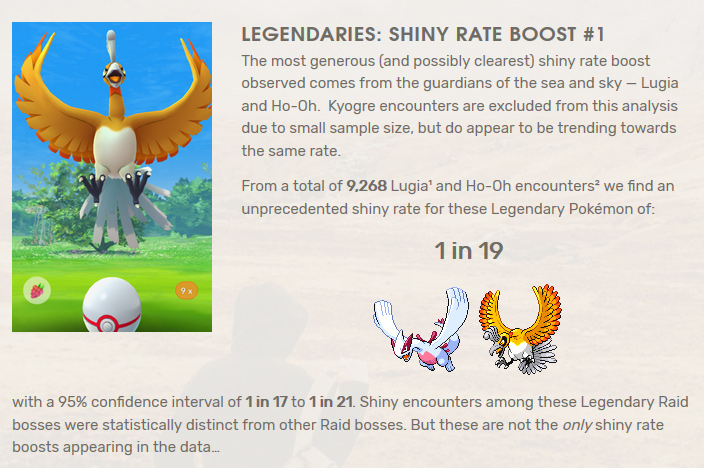 LEGENDARIES: SHINY RATE BOOST #1
The most generous (and possibly clearest) shiny rate boost
observed comes from the guardians of the sea and sky — Lugia
and Ho-Oh. Kyogre encounters are excluded from this analysis
due to small sample size, but do appear to be trending towards
the same rate.
From a total of 9,268 Lugia¹ and Ho-Oh encounters² we find an
unprecedented shiny rate for these Legendary Pokémon of:
1 in 19
9 x
with a 95% confidence interval of 1 in 17 to 1 in 21. Shiny encounters among these Legendary Raid
bosses were statistically distinct from other Raid bosses. But these are not the only shiny rate
boosts appearing in the data…